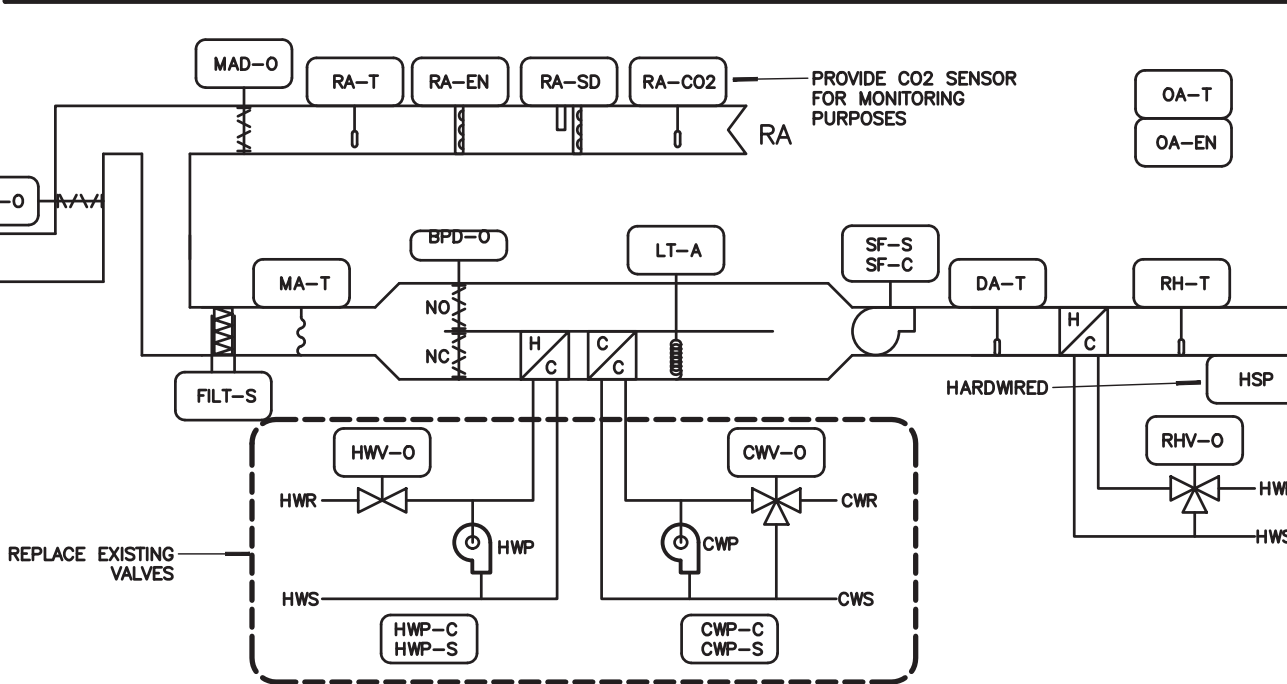 MAD-O
RA-T
RA-EN
RA-SD
RA-CO2
PROVIDE CO2 SENSOR
FOR MONITORING
PURPOSES
RA
OA-T
OA-EN
-O
BPD-O
LT-A
SF-S
SF-C
MA-T
DA-T
RH-T
NO
NC
H
C
C
C
H
C
FILT-S
HARDWIRED
HSP
HWV-O
CWV-O
RHV-O
HWR
CWR
HWP
CWP
REPLACE EXISTING
VALVES
HWS
CWS
HWP-C
HWP-S
CWP-C
CWP-S